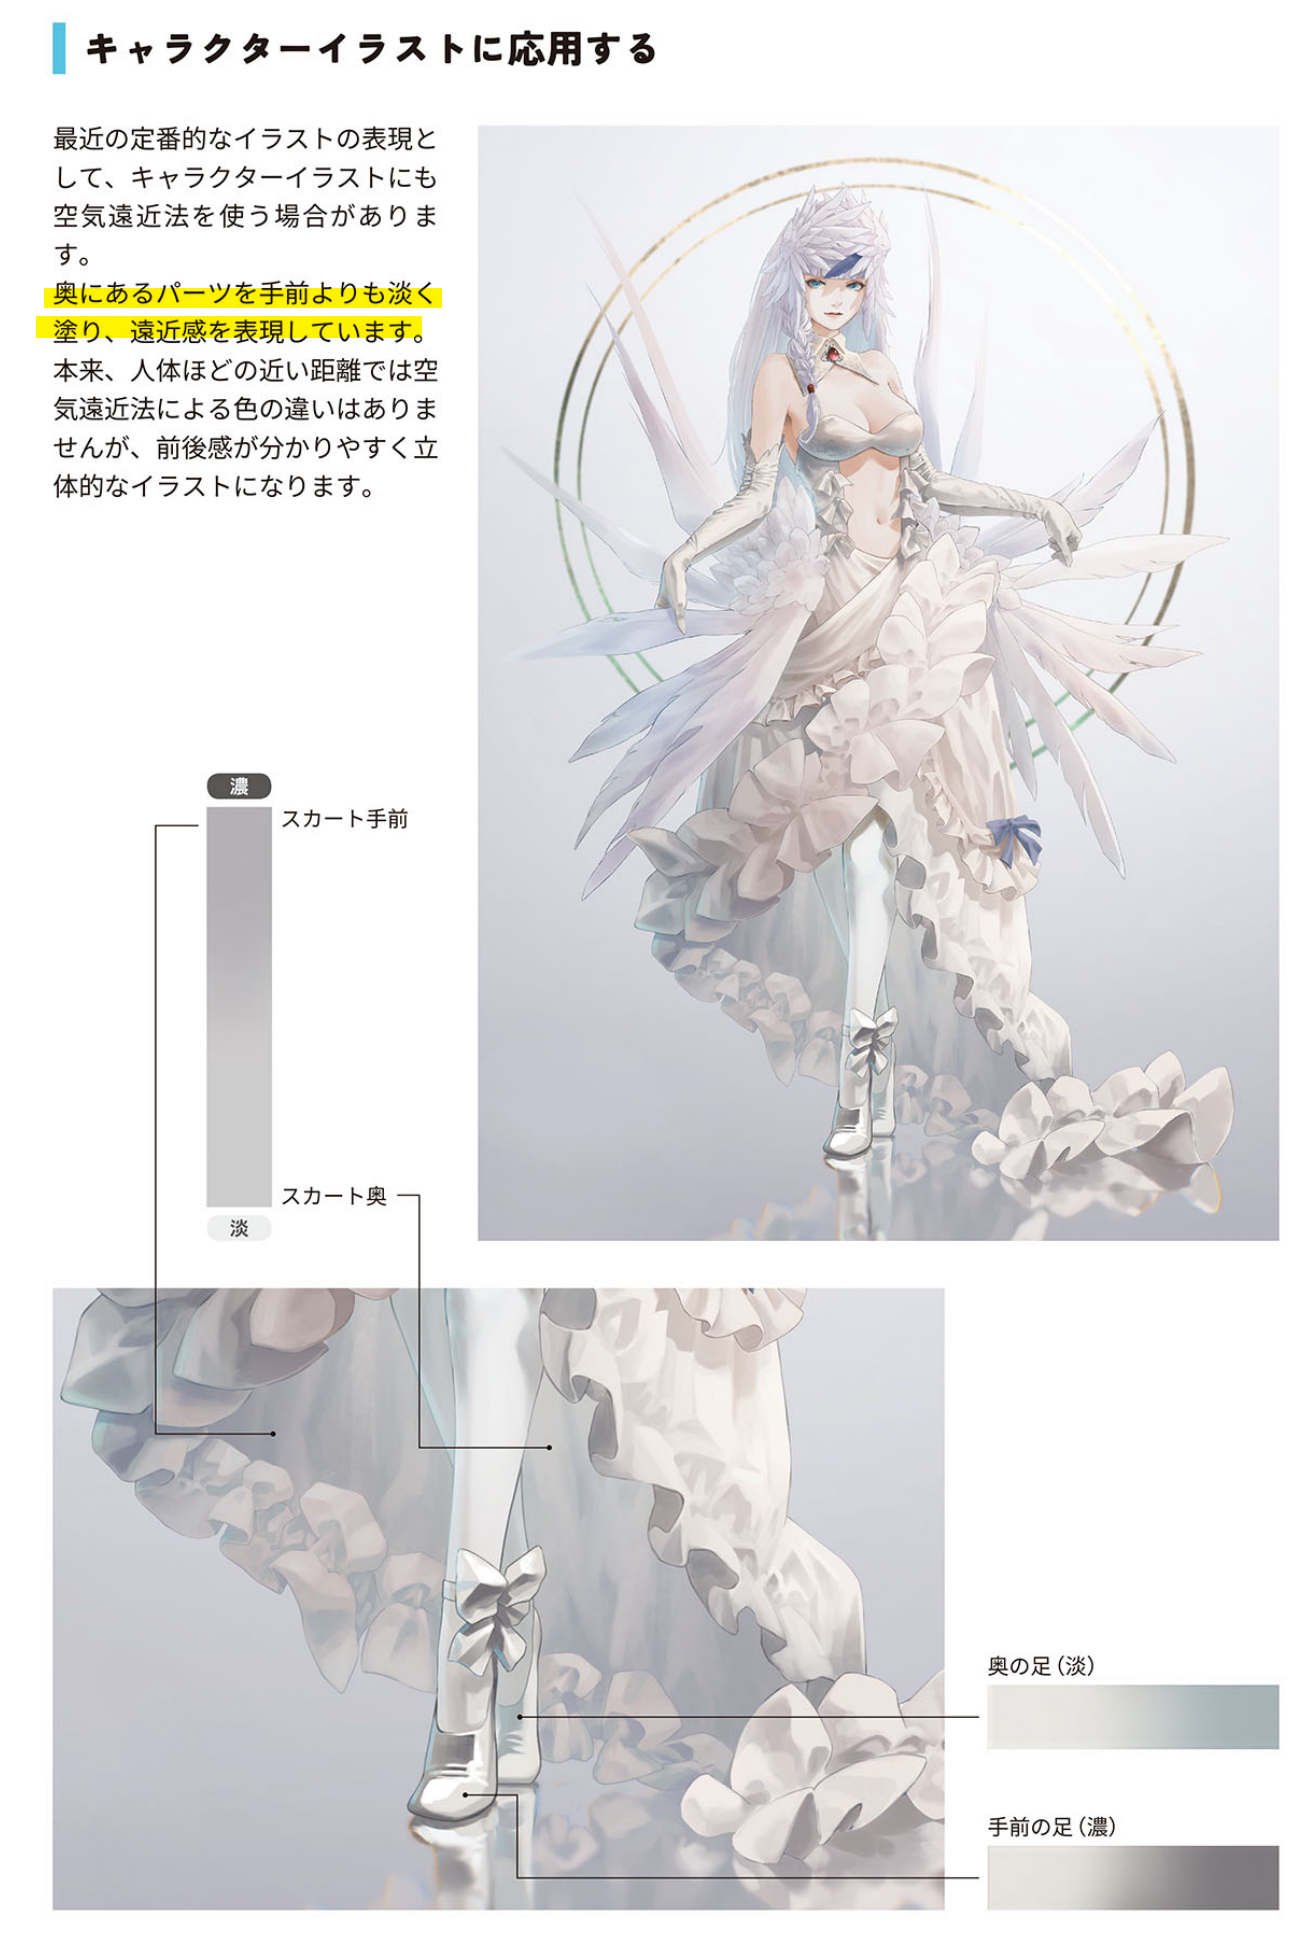 キャラクターイラストに応用する
最近の定番的なイラストの表現と
して、キャラクターイラストにも
空気遠近法を使う場合がありま
す。
奥にあるパーツを手前よりも淡く
塗り、遠近感を表現しています。
本来、人体ほどの近い距離では空
気遠近法による色の違いはありま
せんが、前後感が分かりやすく立
体的なイラストになります。
濃
スカート手前
スカート奥
淡
奥の足（淡）
手前の足（濃）